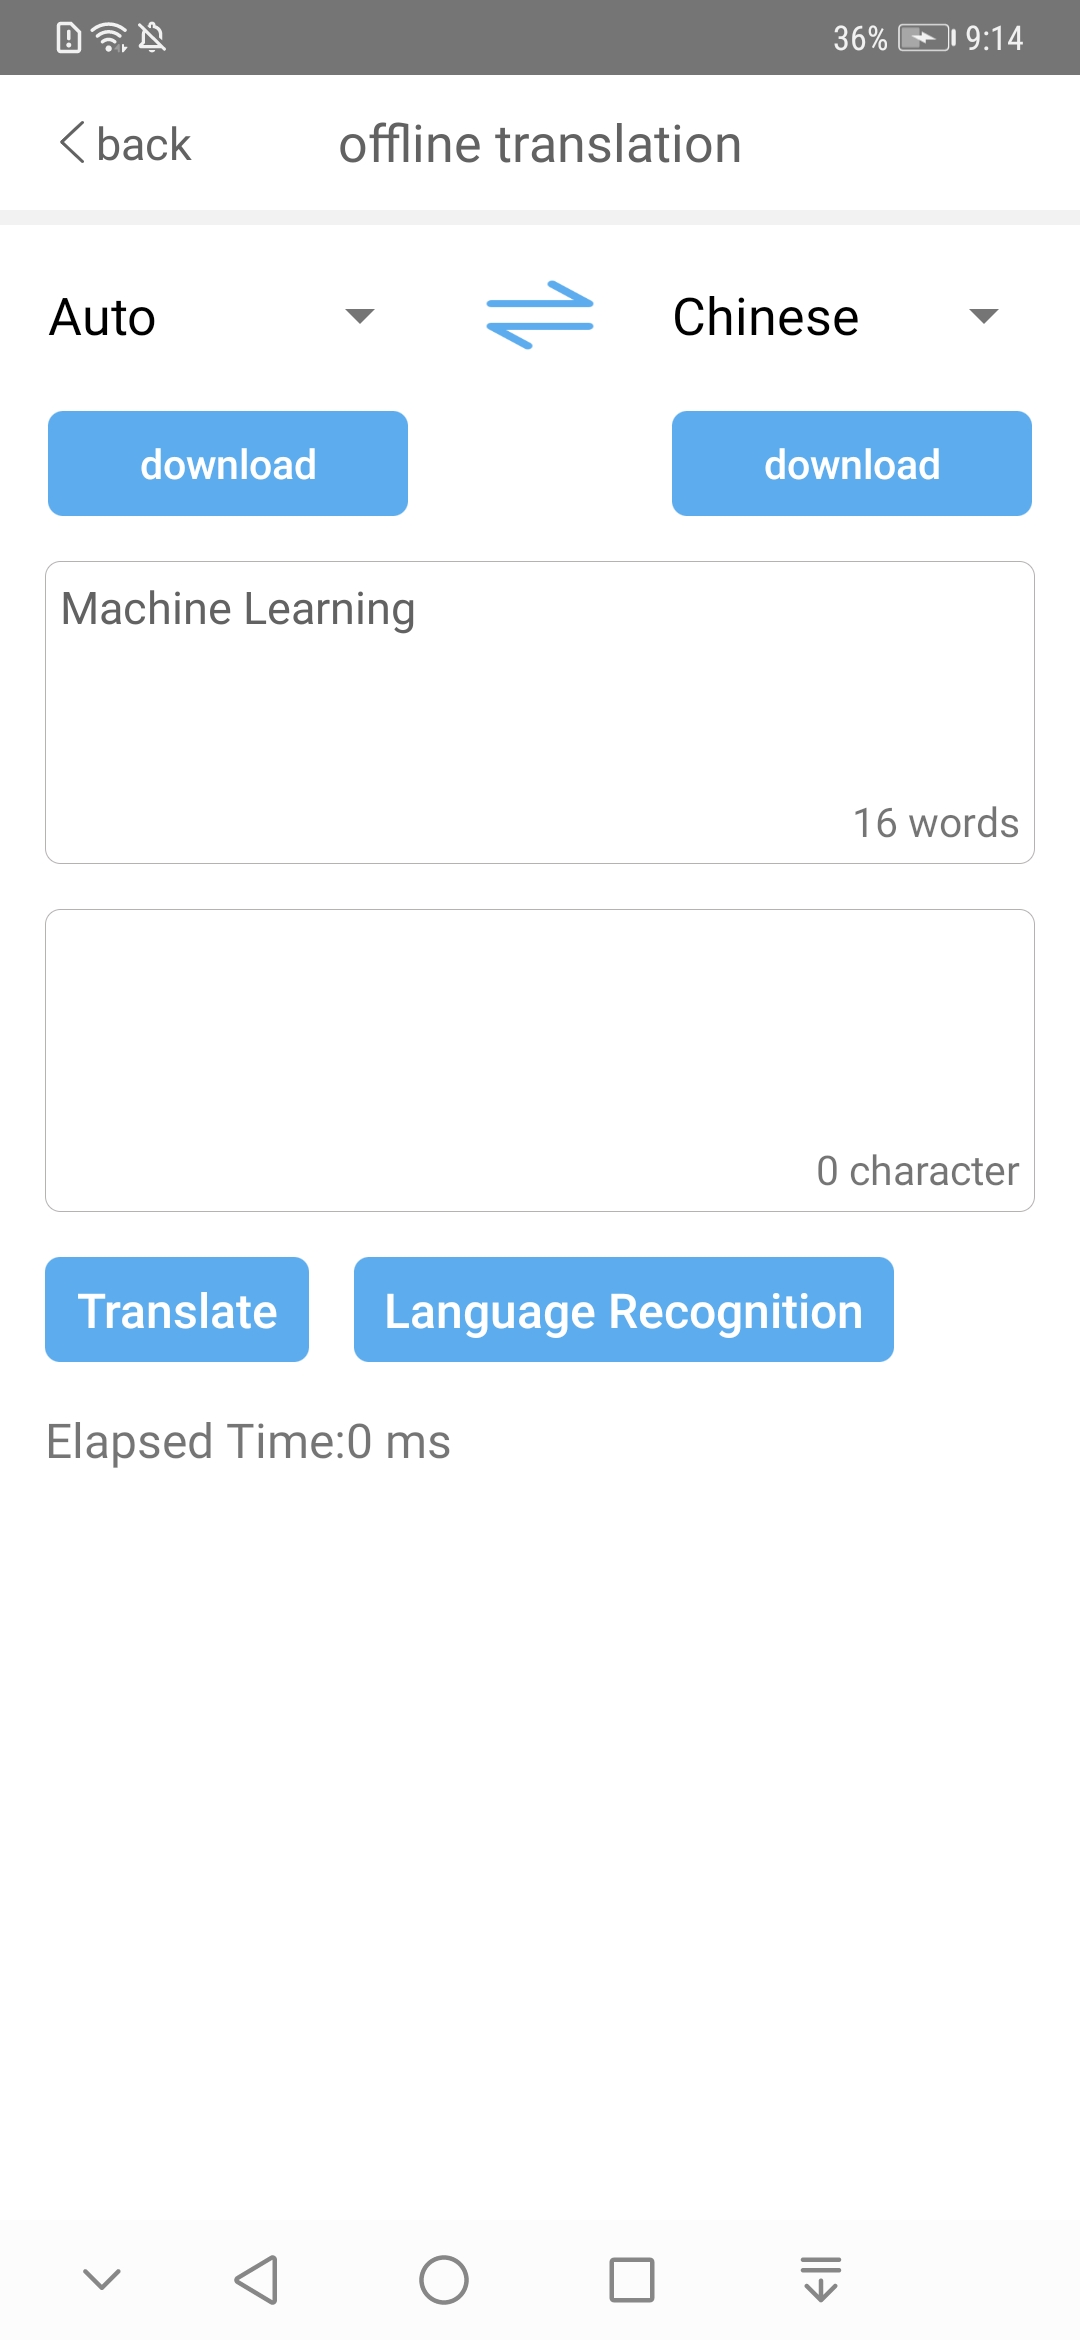 36% 9:14
back offline translation
Auto Chinese
download download
Machine Learning
16 words
0 character
Translate Language Recognition
Elapsed Time:0 ms